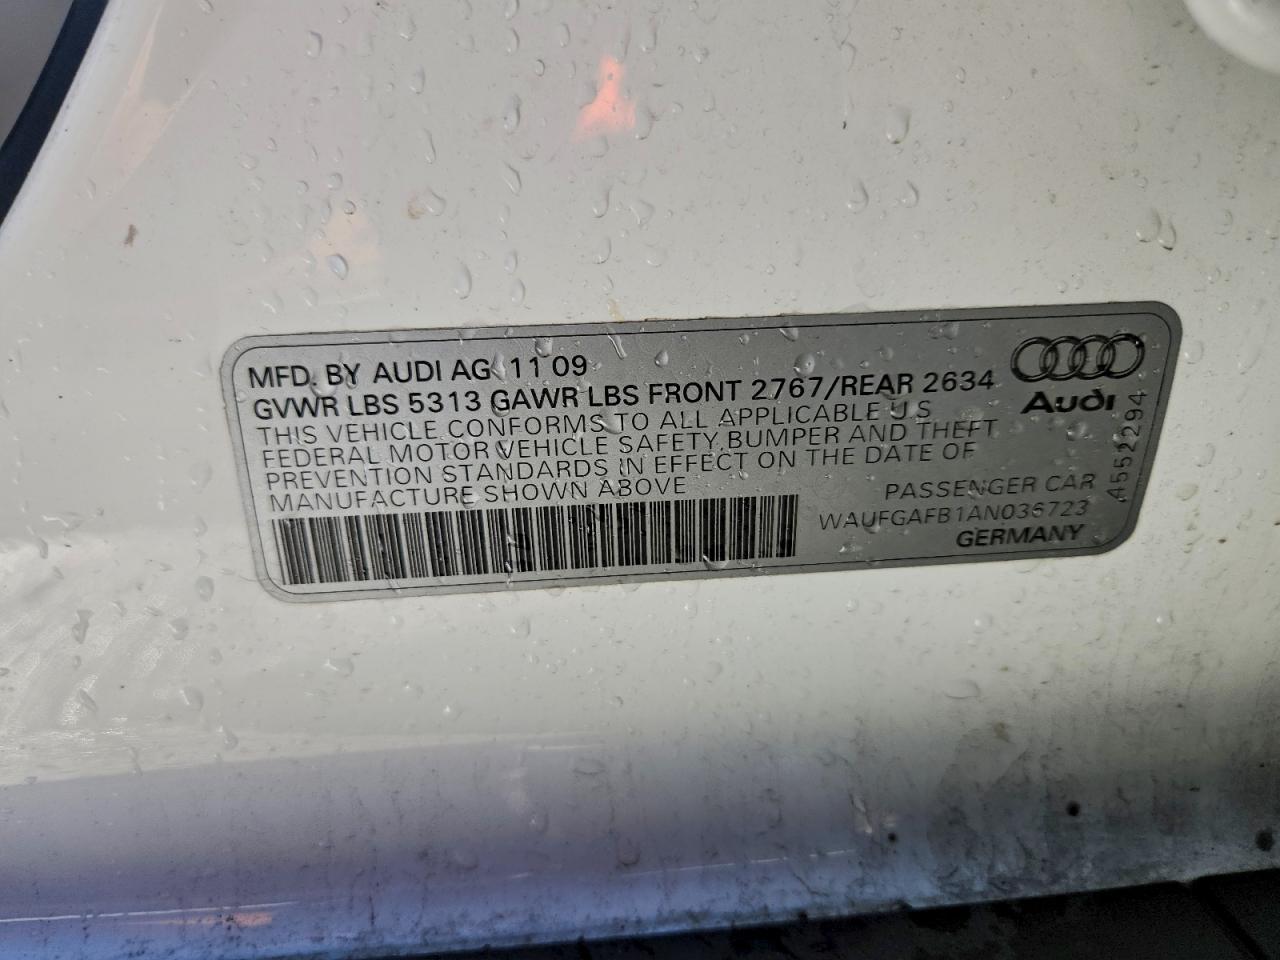 MFD. BY AUDI AG 11 09
GVWR LBS 5313 GAWR LBS FRONT 2767/REAR 2634
THIS VEHICLE CONFORMS TO ALL APPLICABLE U S
FEDERAL MOTOR VEHICLE SAFETY, BUMPER AND THEFT
PREVENTION STANDARDS IN EFFECT ON THE DATE OF
MANUFACTURE SHOWN ABOVE
Audi
A552294
PASSENGER CAR
WAUFGAFB1AN036723
GERMANY